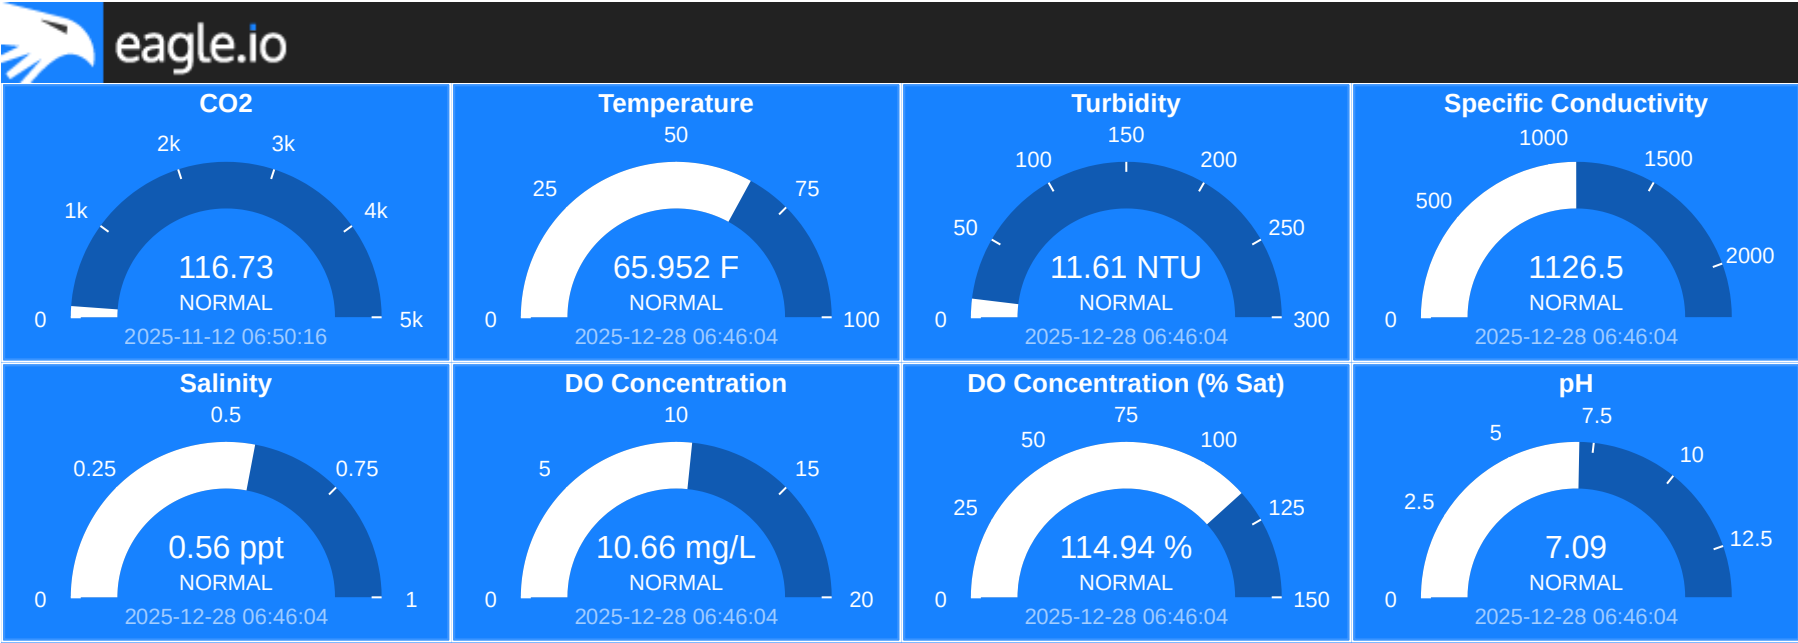 eagle.io
CO2
2k 3k
1k 4k
116.73
NORMAL
0 5k
2025-11-12 06:50:16
Temperature
50
25 75
65.952 F
NORMAL
0 100
2025-12-28 06:46:04
Turbidity
150
100 200
50 250
11.61 NTU
NORMAL
0 300
2025-12-28 06:46:04
Specific Conductivity
1000
1500
500
2000
1126.5
NORMAL
0
2025-12-28 06:46:04
Salinity
0.5
0.25 0.75
0.56 ppt
NORMAL
0 1
2025-12-28 06:46:04
DO Concentration
10
5 15
10.66 mg/L
NORMAL
0 20
2025-12-28 06:46:04
DO Concentration (% Sat)
75
50 100
25 125
114.94 %
NORMAL
0 150
2025-12-28 06:46:04
pH
7.5
5
10
2.5
12.5
7.09
NORMAL
0
2025-12-28 06:46:04